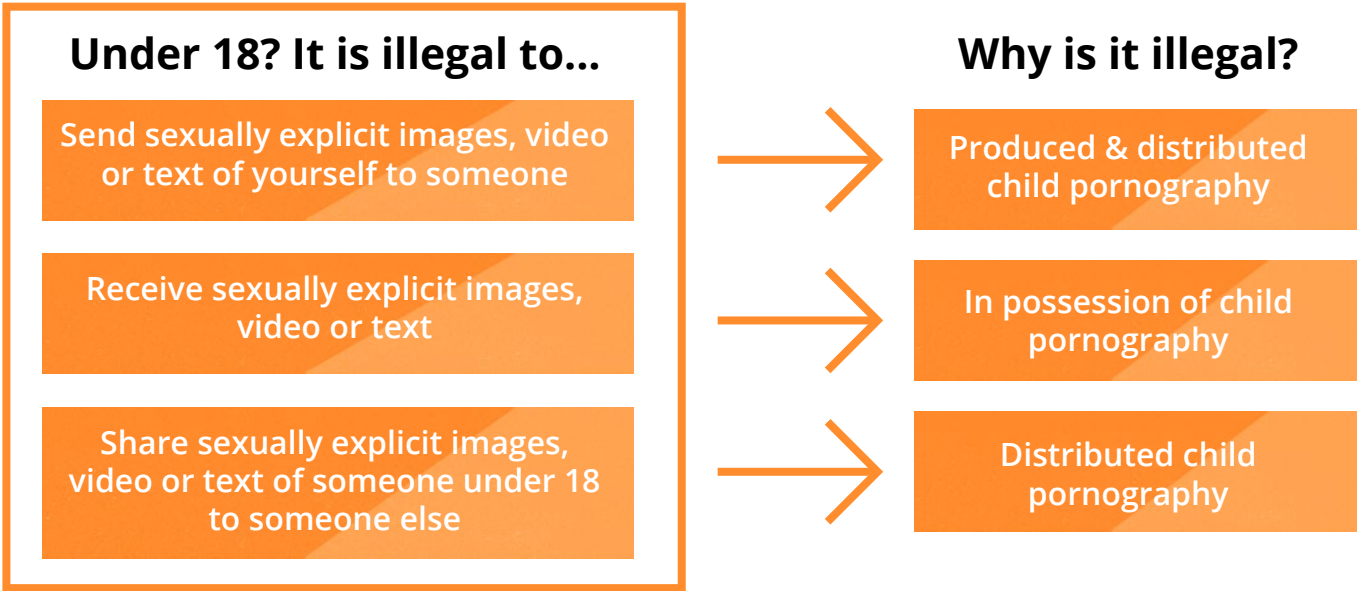 Under 18? It is illegal to...
Send sexually explicit images, video
or text of yourself to someone
Receive sexually explicit images,
video or text
Share sexually explicit images,
video or text of someone under 18
to someone else
Why is it illegal?
Produced & distributed
child pornography
In possession of child
pornography
Distributed child
pornography